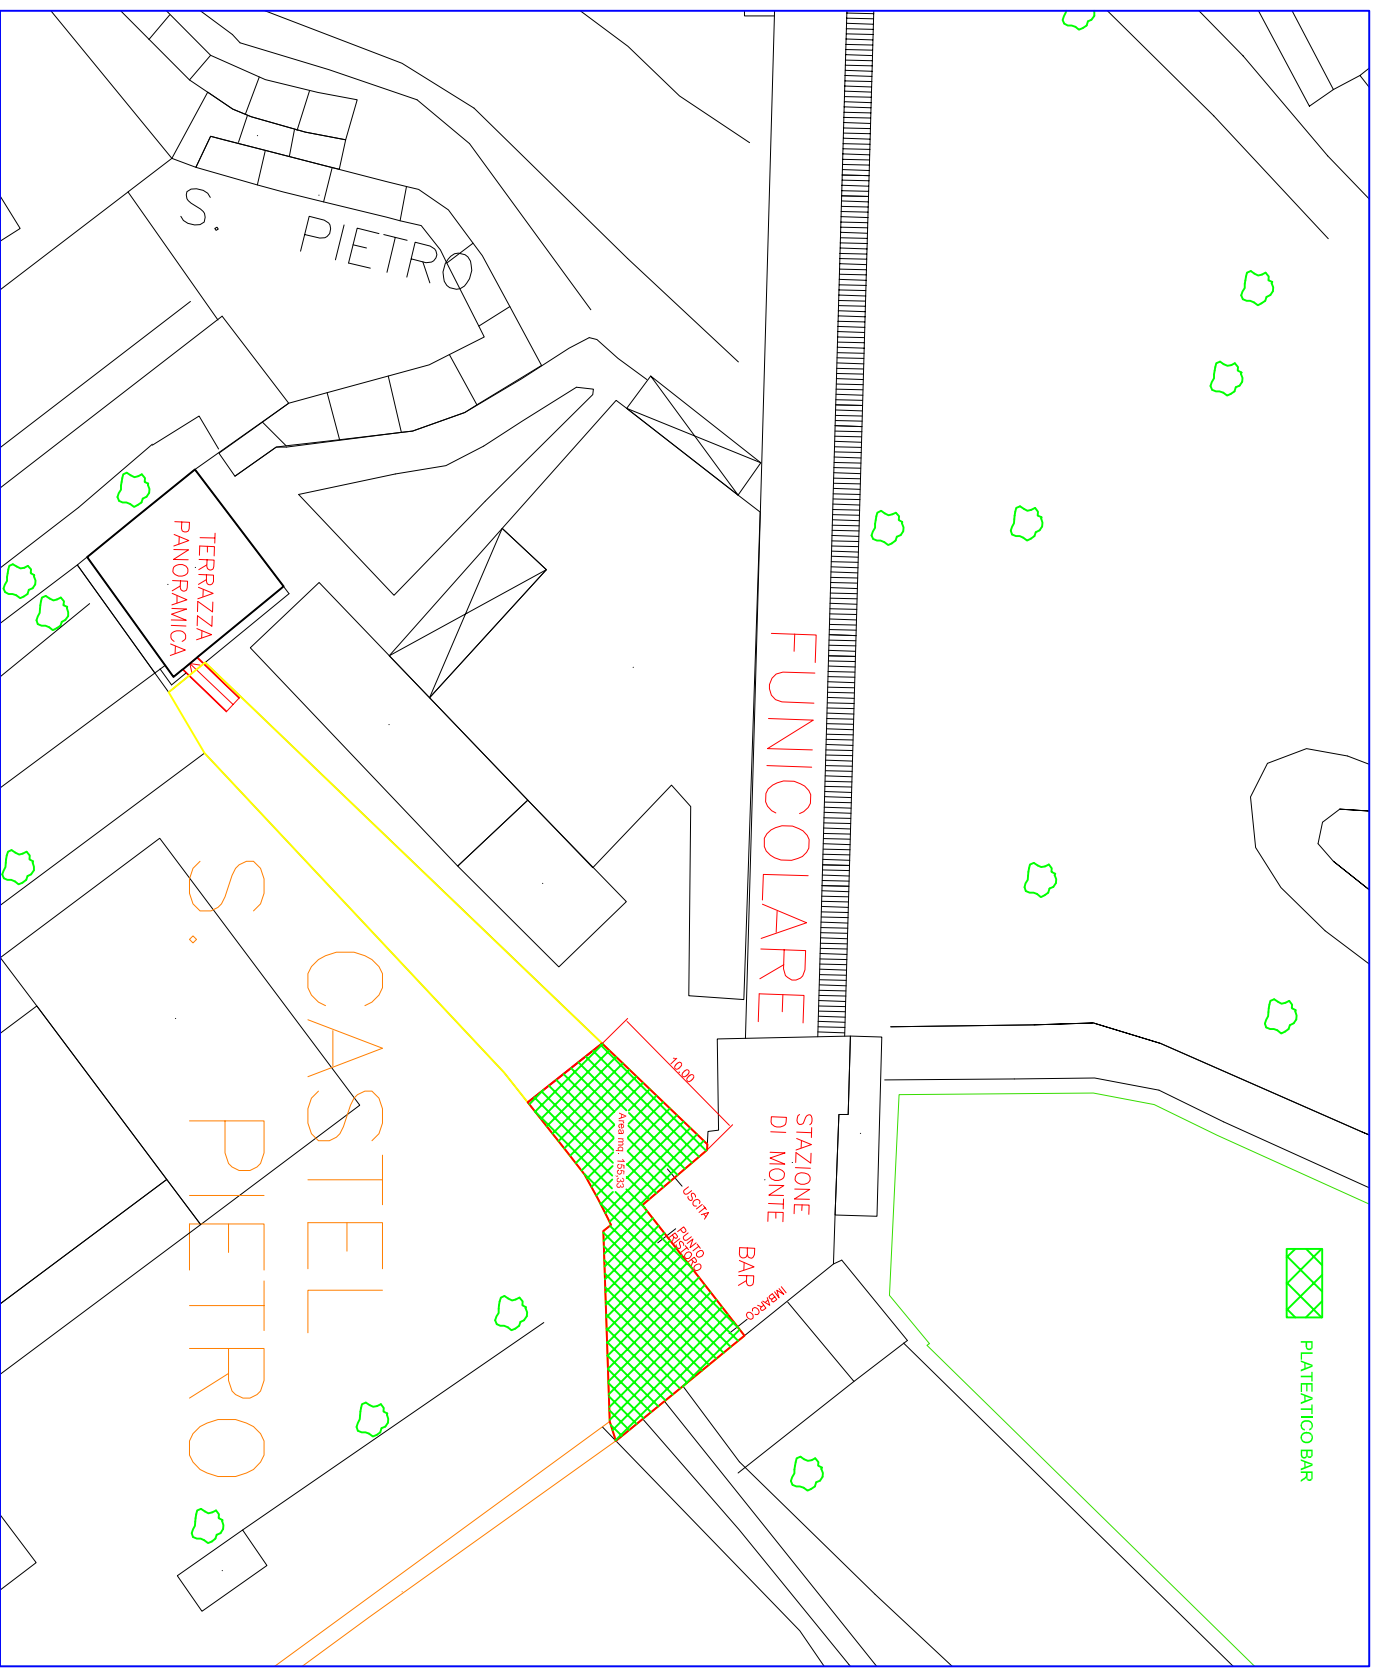 S. PIETRO
TERRAZZA
PANORAMICA
FUNICOLARE
10.00
Area mq. 155.33
STAZIONE
DI MONTE
USCITA
PUNTO
RISTORO
BAR
IMBARCO
CASTEL
S. PIETRO
PLATEATICO BAR